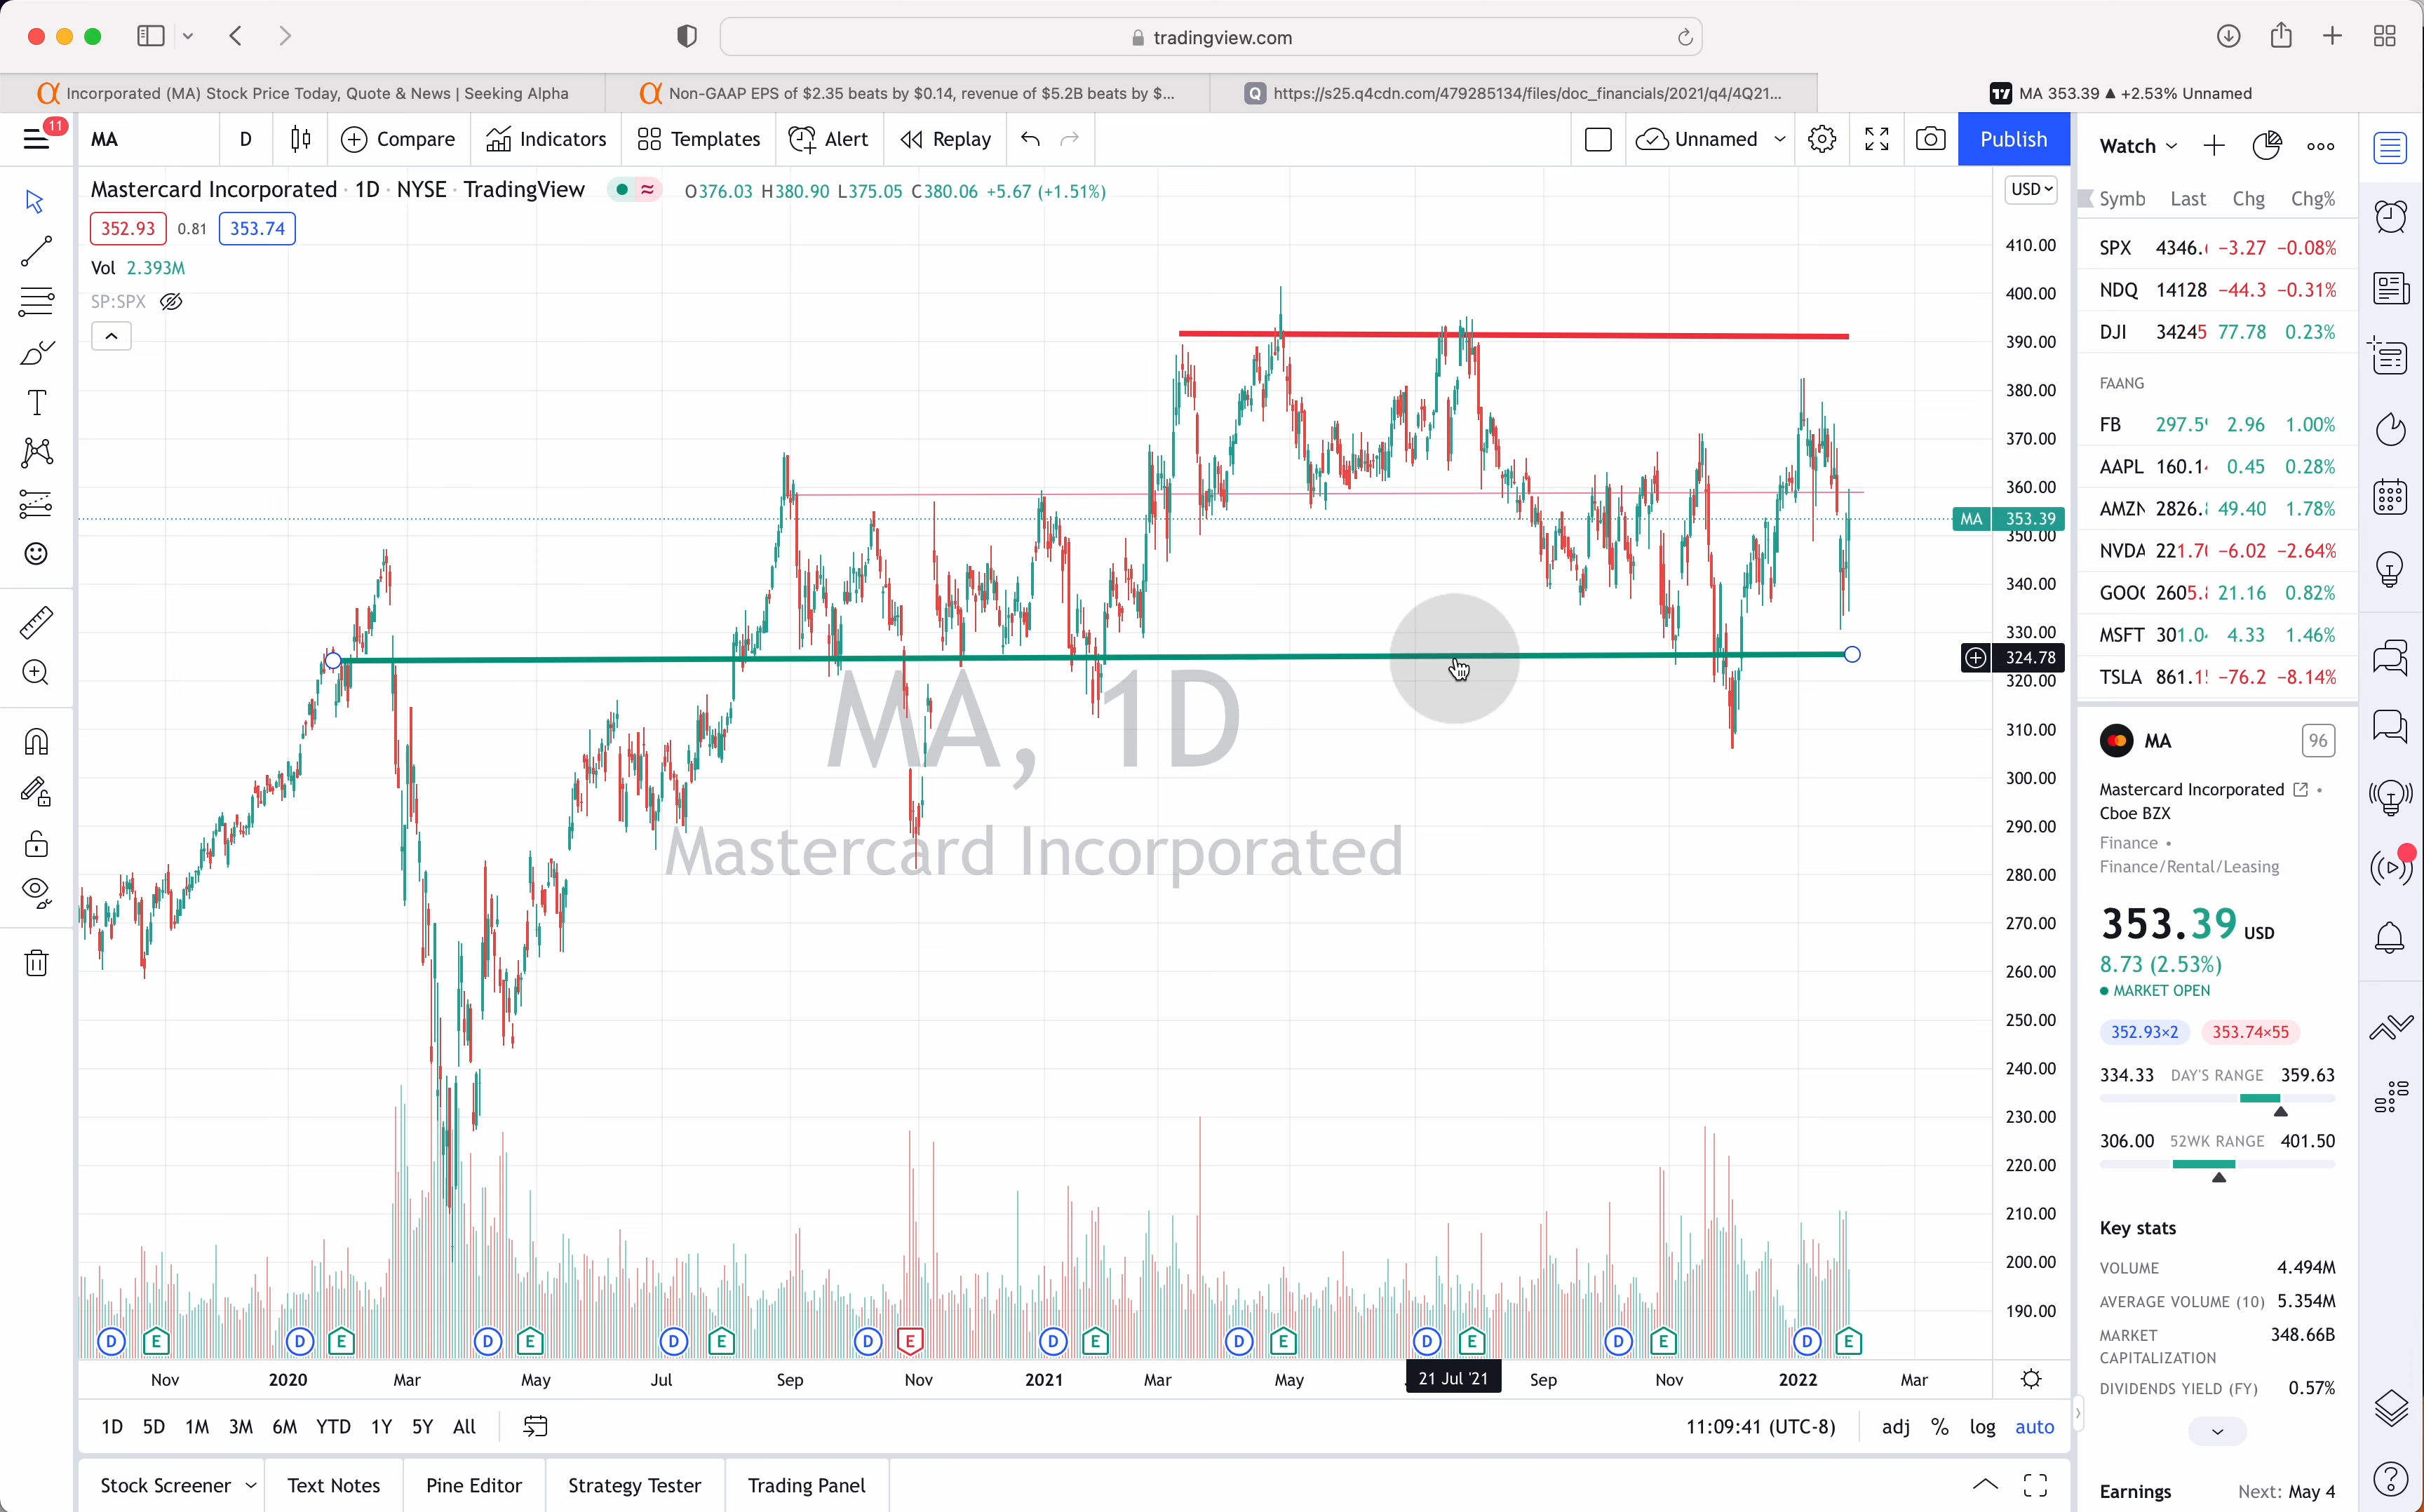 tradingview.com
Incorporated (MA) Stock Price Today, Quote & News | Seeking Alpha
Non-GAAP EPS of $2.35 beats by $0.14, revenue of $5.2B beats by $...
https://s25.q4cdn.com/479285134/files/doc_financials/2021/q4/4Q21...
MA 353.39 ▲ +2.53% Unnamed
11
MA D Compare Indicators Templates Alert Replay Unnamed Publish
Mastercard Incorporated · 1D · NYSE · TradingView O376.03 H380.90 L375.05 C380.06 +5.67 (+1.51%)
352.93 0.81 353.74
Vol 2.393M
SP:SPX
USD
410.00
400.00
390.00
380.00
370.00
360.00
MA 353.39
350.00
340.00
330.00
324.78
320.00
310.00
300.00
290.00
280.00
270.00
260.00
250.00
240.00
230.00
220.00
210.00
200.00
190.00
MA, 1D
Mastercard Incorporated
D E D E D E D E D E D E D E D E D E D E
Nov 2020 Mar May Jul Sep Nov 2021 Mar May 21 Jul '21 Sep Nov 2022 Mar
1D 5D 1M 3M 6M YTD 1Y 5Y All 11:09:41 (UTC-8) adj % log auto
Stock Screener Text Notes Pine Editor Strategy Tester Trading Panel
Watch
Symb Last Chg Chg%
SPX 4346. −3.27 −0.08%
NDQ 14128 −44.3 −0.31%
DJI 34245 77.78 0.23%
FAANG
FB 297.5 2.96 1.00%
AAPL 160.1 0.45 0.28%
AMZN 2826. 49.40 1.78%
NVDA 221.7 −6.02 −2.64%
GOO 2605. 21.16 0.82%
MSFT 301.0 4.33 1.46%
TSLA 861.1 −76.2 −8.14%
MA 96
Mastercard Incorporated •
Cboe BZX
Finance •
Finance/Rental/Leasing
353.39 USD
8.73 (2.53%)
MARKET OPEN
352.93×2 353.74×55
334.33 DAY'S RANGE 359.63
306.00 52WK RANGE 401.50
Key stats
VOLUME 4.494M
AVERAGE VOLUME (10) 5.354M
MARKET CAPITALIZATION 348.66B
DIVIDENDS YIELD (FY) 0.57%
Earnings Next: May 4